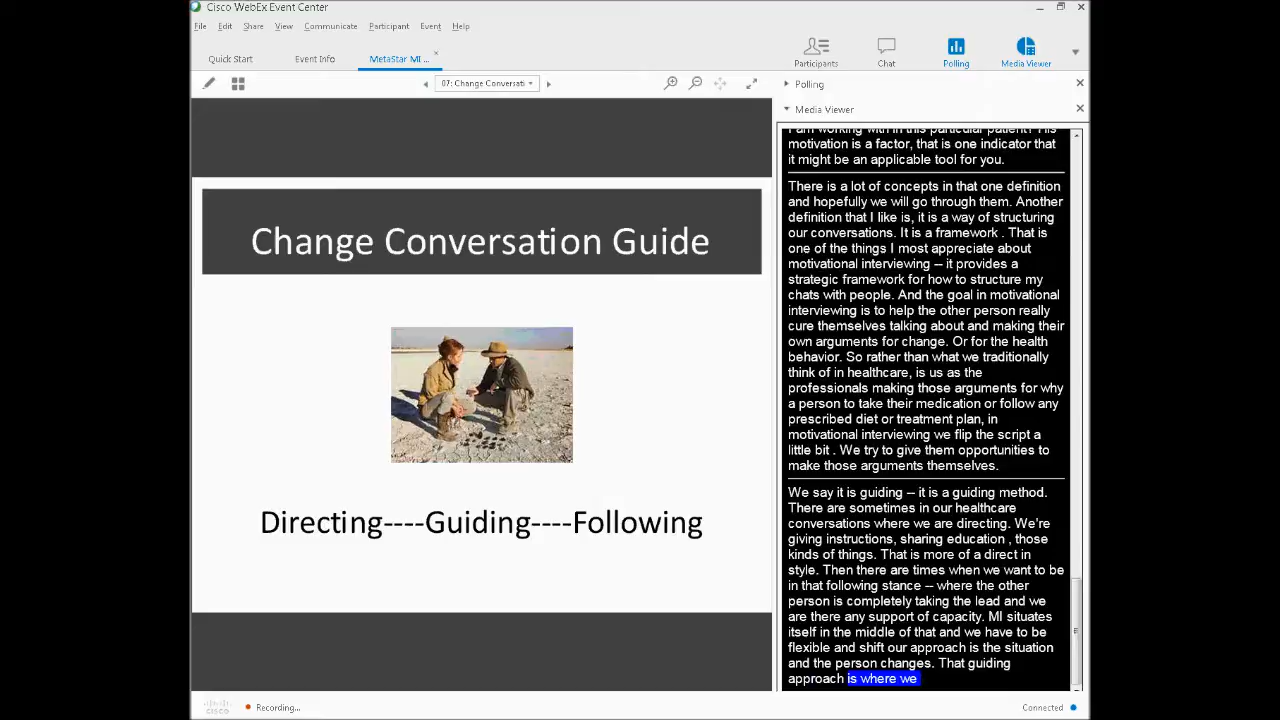 Cisco WebEx Event Center
File Edit Share View Communicate Participant Event Help
Quick Start Event Info MetaStar MI ...
Participants Chat Polling Media Viewer
07: Change Conversati
Polling
Media Viewer
Change Conversation Guide
Directing----Guiding----Following
I am working with in this particular patient? His
motivation is a factor, that is one indicator that
it might be an applicable tool for you.
There is a lot of concepts in that one definition
and hopefully we will go through them. Another
definition that I like is, it is a way of structuring
our conversations. It is a framework . That is
one of the things I most appreciate about
motivational interviewing -- it provides a
strategic framework for how to structure my
chats with people. And the goal in motivational
interviewing is to help the other person really
cure themselves talking about and making their
own arguments for change. Or for the health
behavior. So rather than what we traditionally
think of in healthcare, is us as the
professionals making those arguments for why
a person to take their medication or follow any
prescribed diet or treatment plan, in
motivational interviewing we flip the script a
little bit . We try to give them opportunities to
make those arguments themselves.
We say it is guiding -- it is a guiding method.
There are sometimes in our healthcare
conversations where we are directing. We're
giving instructions, sharing education , those
kinds of things. That is more of a direct in
style. Then there are times when we want to be
in that following stance -- where the other
person is completely taking the lead and we
are there any support of capacity. MI situates
itself in the middle of that and we have to be
flexible and shift our approach is the situation
and the person changes. That guiding
approach is where we
cisco Recording... Connected